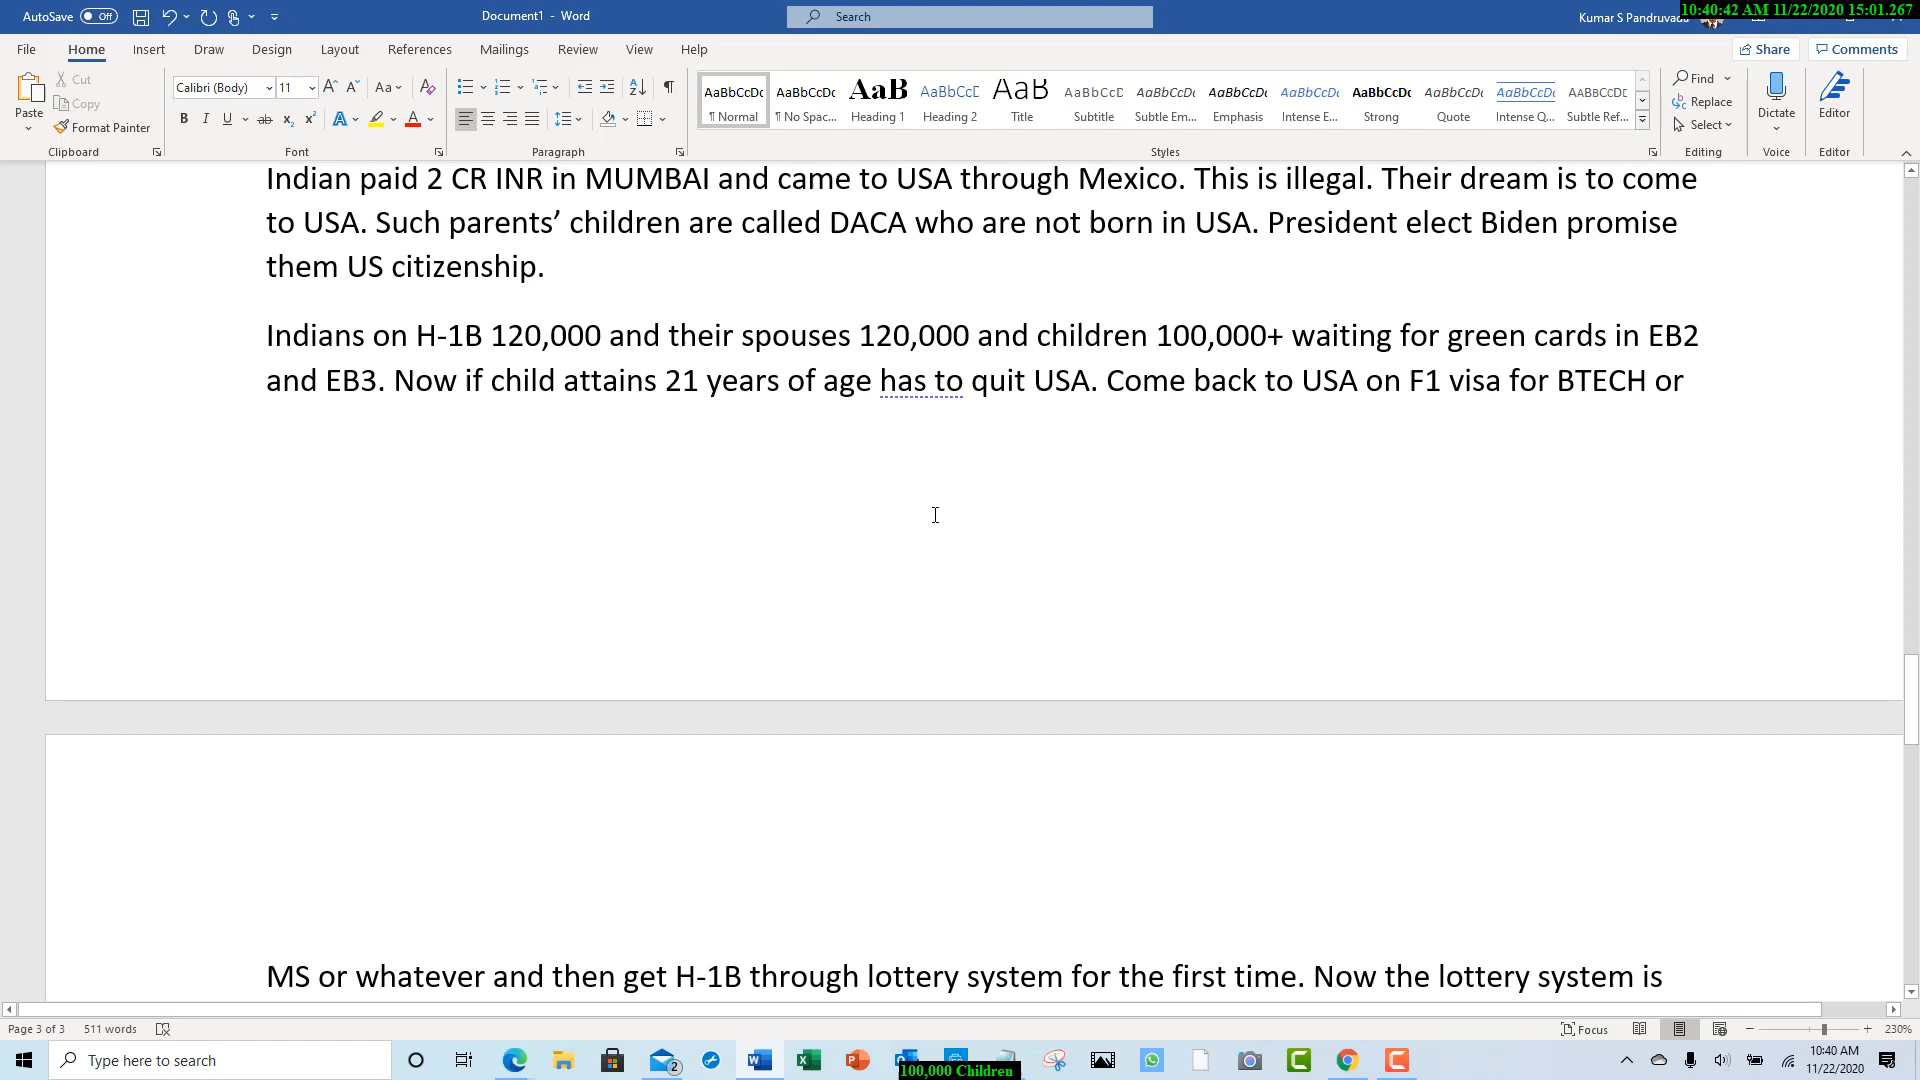 AutoSave Off Document1 - Word Search Kumar S Pandruvada 10:40:42 AM 11/22/2020 15:01.267
File Home Insert Draw Design Layout References Mailings Review View Help Share Comments
Paste
Cut
Copy
Format Painter
Calibri (Body) 11
AaBbCcDc AaBbCcDc AaBbC AaBbCcD AaB AaBbCcD AaBbCcDc AaBbCcDc AaBbCcDc AaBbCcDc AaBbCcDc AaBbCcDc AaBbCcDd
¶ Normal ¶ No Spac... Heading 1 Heading 2 Title Subtitle Subtle Em... Emphasis Intense E... Strong Quote Intense Q... Subtle Ref...
Find
Replace
Select
Dictate
Editor
Clipboard Font Paragraph Styles Editing Voice Editor
Indian paid 2 CR INR in MUMBAI and came to USA through Mexico. This is illegal. Their dream is to come
to USA. Such parents’ children are called DACA who are not born in USA. President elect Biden promise
them US citizenship.
Indians on H-1B 120,000 and their spouses 120,000 and children 100,000+ waiting for green cards in EB2
and EB3. Now if child attains 21 years of age has to quit USA. Come back to USA on F1 visa for BTECH or
MS or whatever and then get H-1B through lottery system for the first time. Now the lottery system is
Page 3 of 3 511 words Focus 230%
Type here to search
2
100,000 Children
10:40 AM
11/22/2020